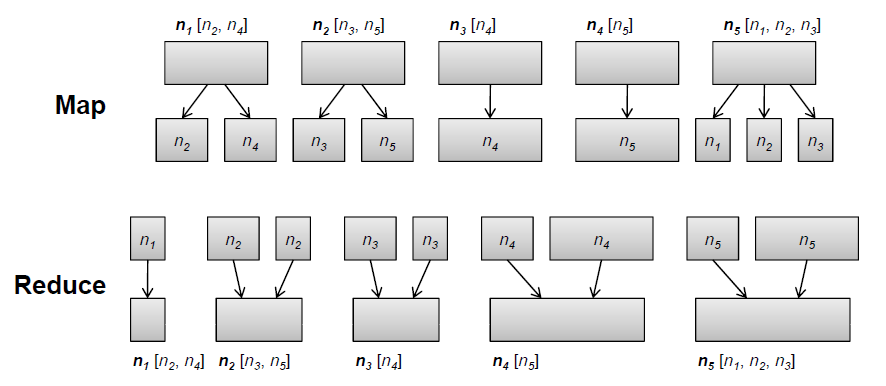 n1 [n2, n4] n2 [n3, n5] n3 [n4] n4 [n5] n5 [n1, n2, n3]
Map
n2 n4 n3 n5 n4 n5 n1 n2 n3
n1 n2 n2 n3 n3 n4 n4 n5 n5
Reduce
n1 [n2, n4] n2 [n3, n5] n3 [n4] n4 [n5] n5 [n1, n2, n3]